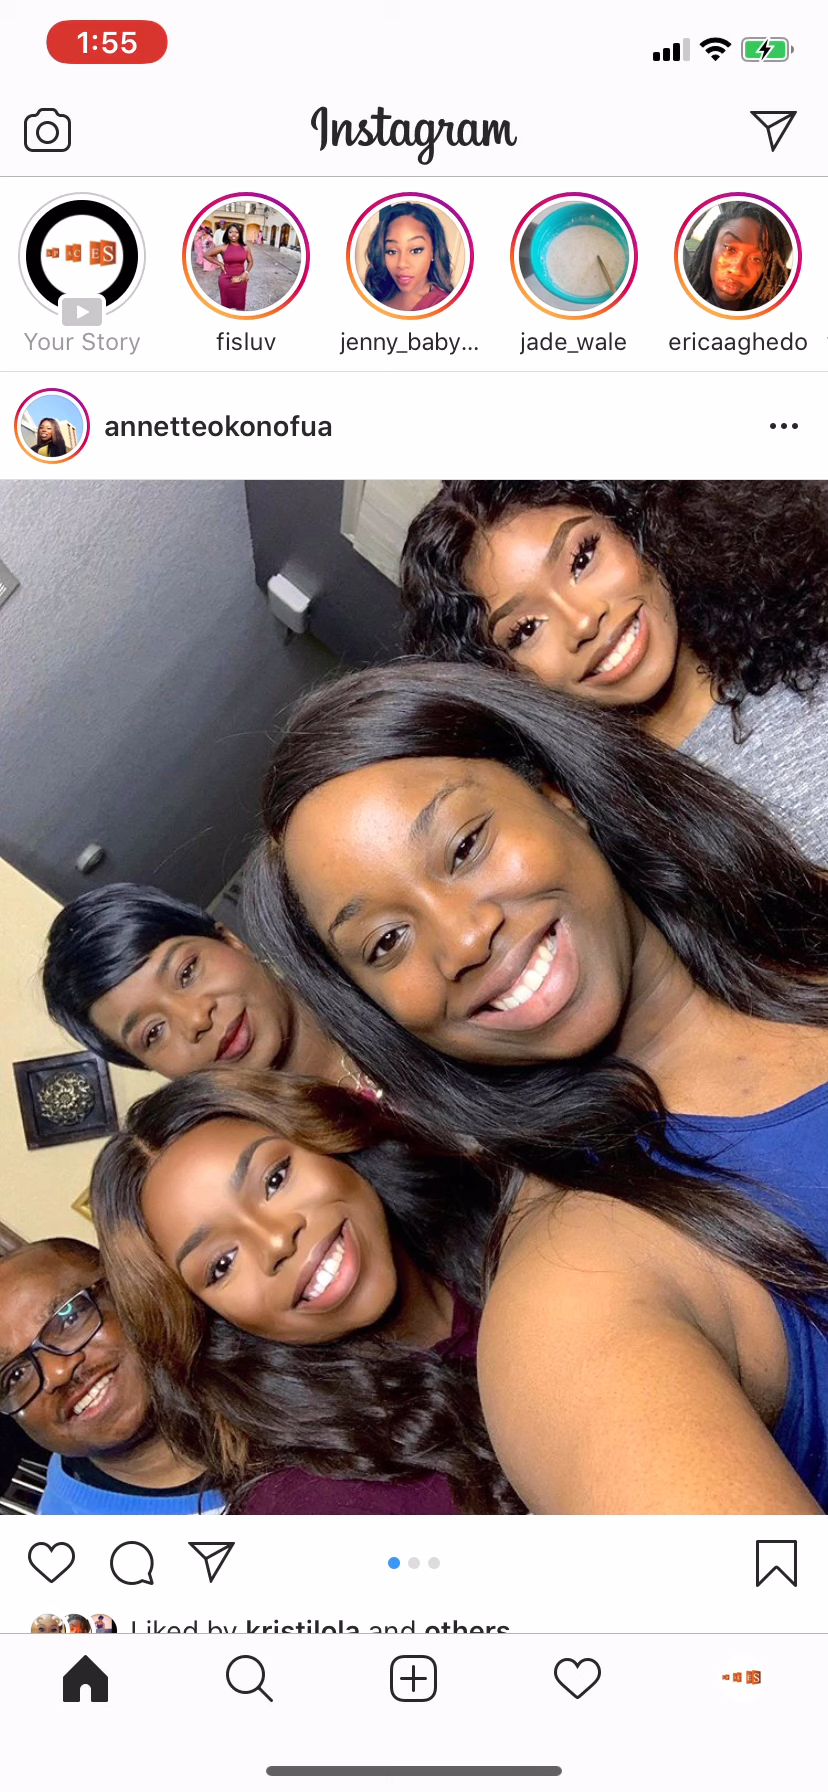 1:55
Instagram
Your Story
fisluv
jenny_baby...
jade_wale
ericaaghedo
annetteokonofua
Liked by kristilola and others